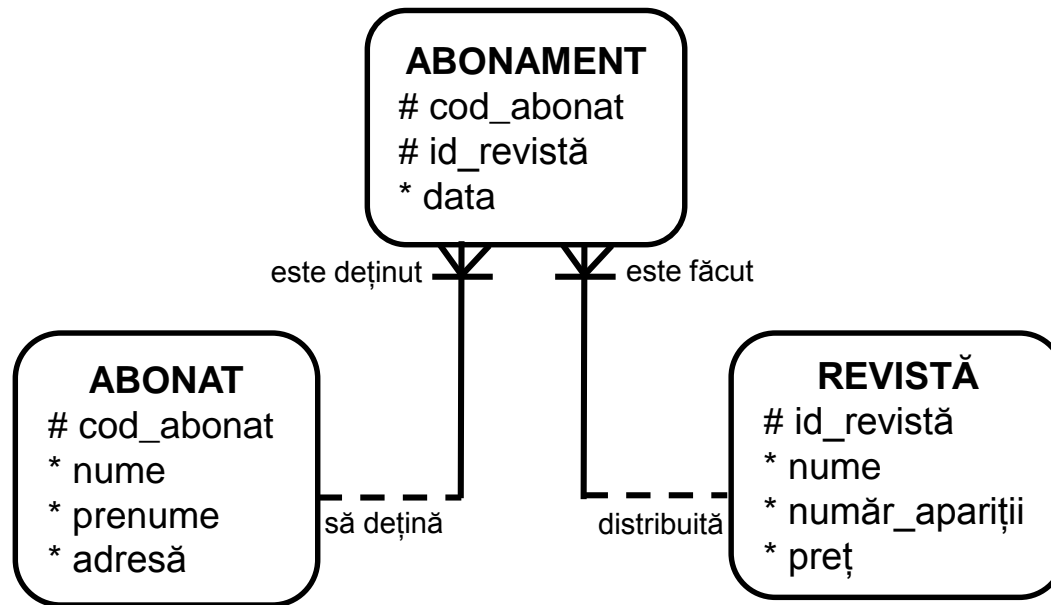 ABONAMENT
# cod_abonat
# id_revistă
* data
este deținut
este făcut
ABONAT
# cod_abonat
* nume
* prenume
* adresă
să dețină
distribuită
REVISTĂ
# id_revistă
* nume
* număr_apariții
* preț